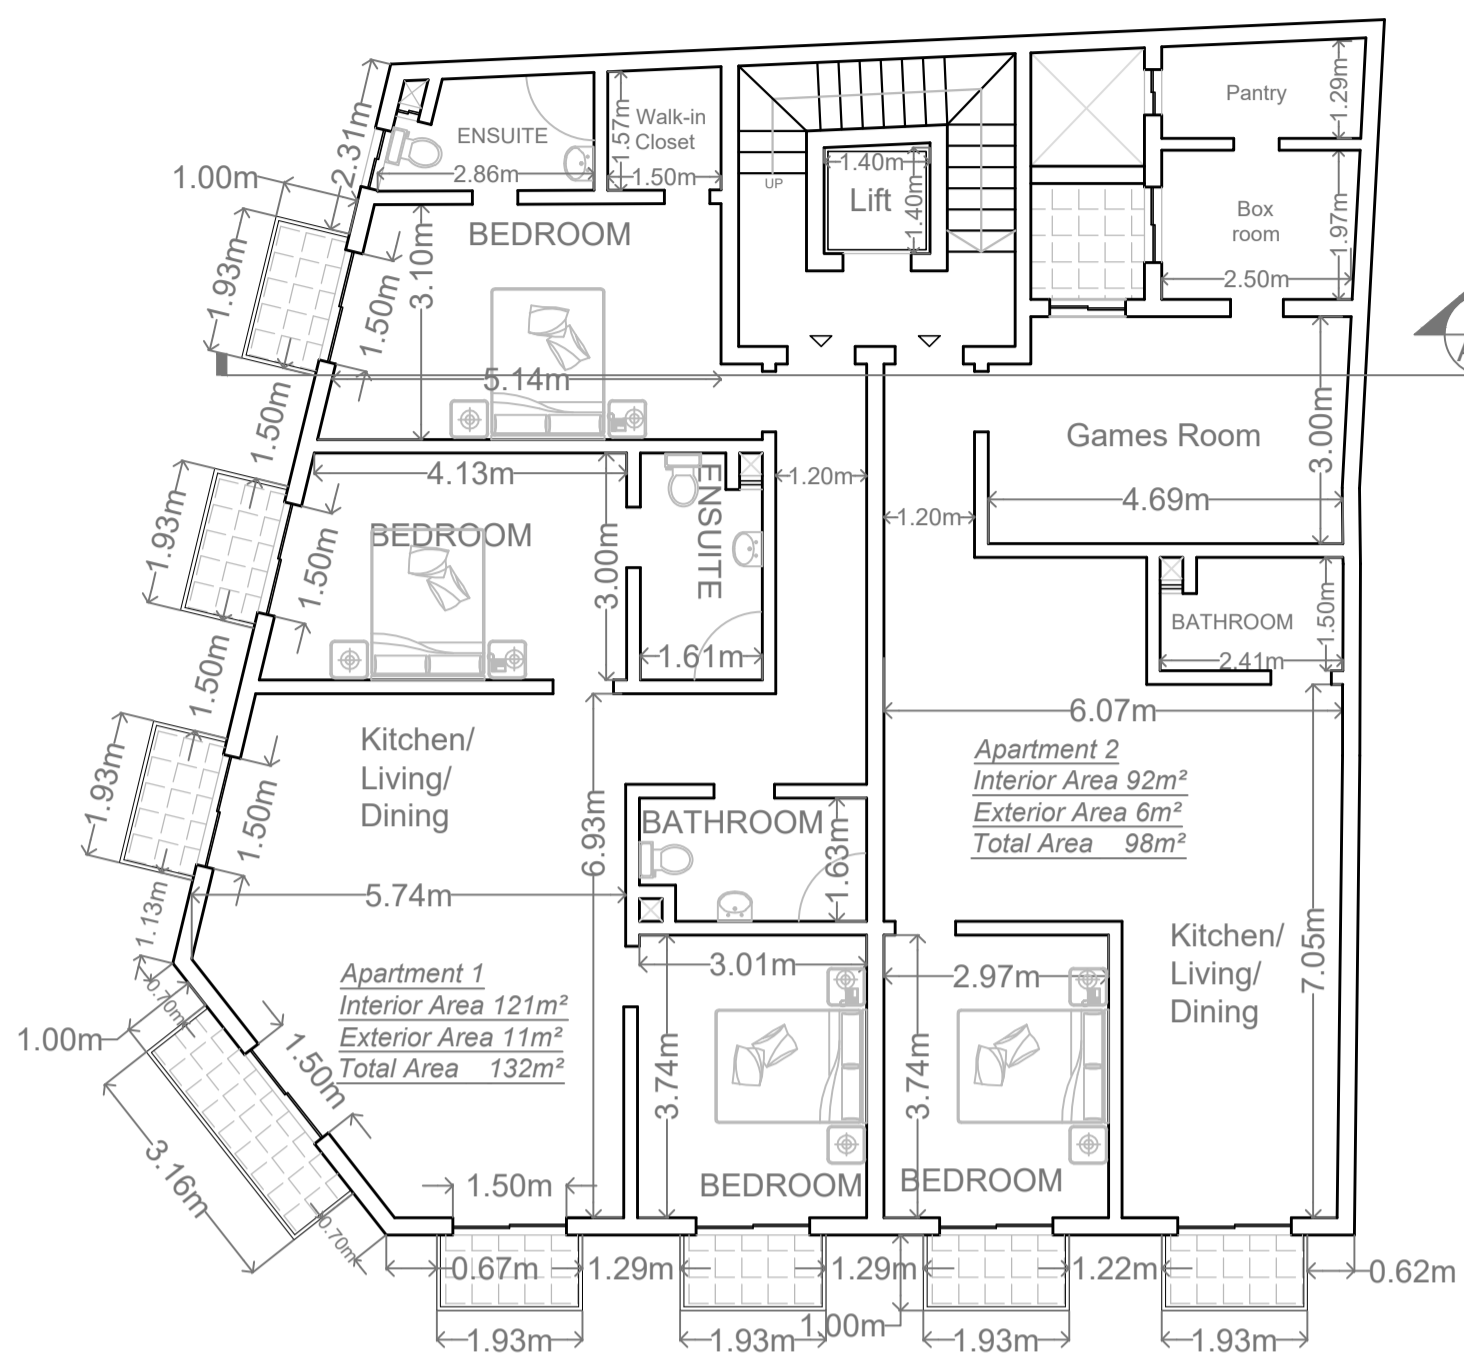 2.31m
1.00m
1.93m
ENSUITE
2.86m
1.57m
Walk-in
Closet
1.50m
UP
1.40m
1.40m
Lift
Pantry
1.29m
Box
room
1.97m
2.50m
BEDROOM
3.10m
1.50m
5.14m
1.50m
A
Games Room
3.00m
4.69m
1.20m
1.20m
4.13m
BEDROOM
3.00m
ENSUITE
1.61m
1.93m
1.50m
1.50m
BATHROOM
1.50m
2.41m
6.07m
Kitchen/
Living/
Dining
6.93m
1.93m
1.50m
5.74m
1.13m
BATHROOM
1.63m
Apartment 2
Interior Area 92m²
Exterior Area 6m²
Total Area 98m²
Kitchen/
Living/
Dining
7.05m
Apartment 1
Interior Area 121m²
Exterior Area 11m²
Total Area 132m²
0.70m
1.00m
1.50m
3.16m
0.70m
3.01m
3.74m
BEDROOM
2.97m
3.74m
BEDROOM
1.50m
0.67m
1.29m
1.29m
1.22m
0.62m
1.00m
1.93m
1.93m
1.93m
1.93m